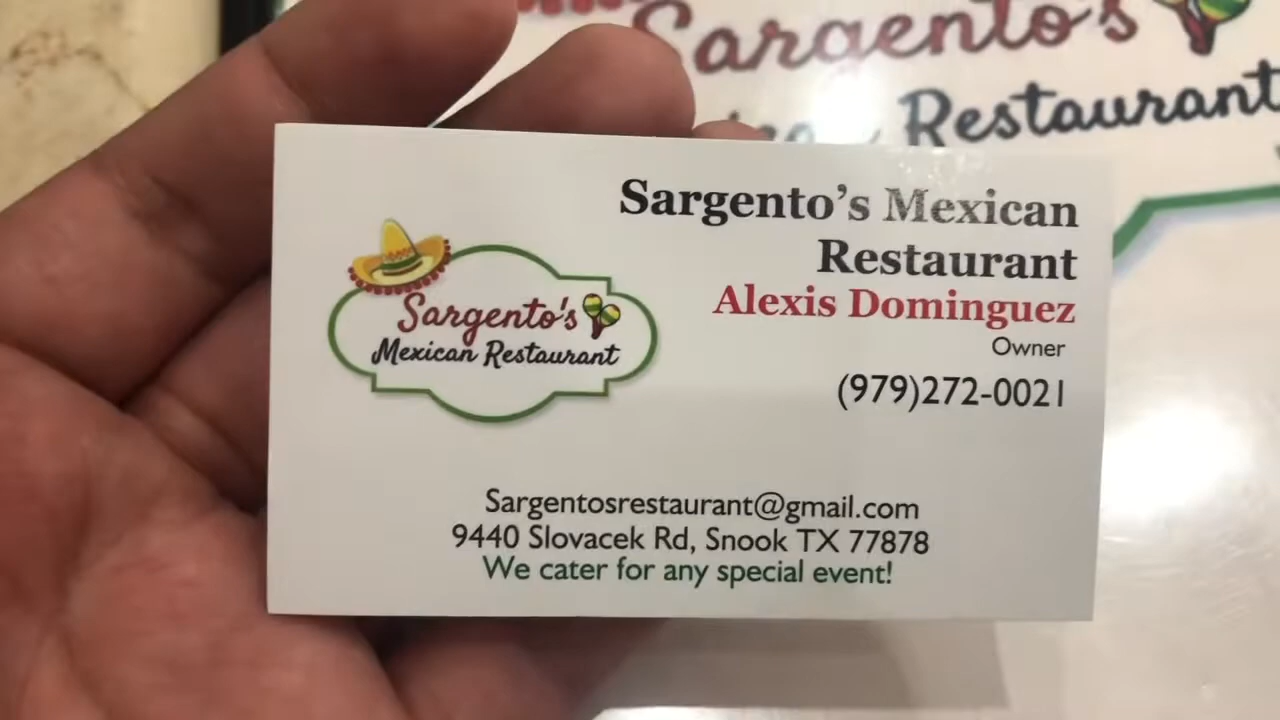 Sargento's
Restaurant
Sargento's Mexican
Restaurant
Alexis Dominguez
Owner
(979)272-0021
Sargento's
Mexican Restaurant
Sargentosrestaurant@gmail.com
9440 Slovacek Rd, Snook TX 77878
We cater for any special event!